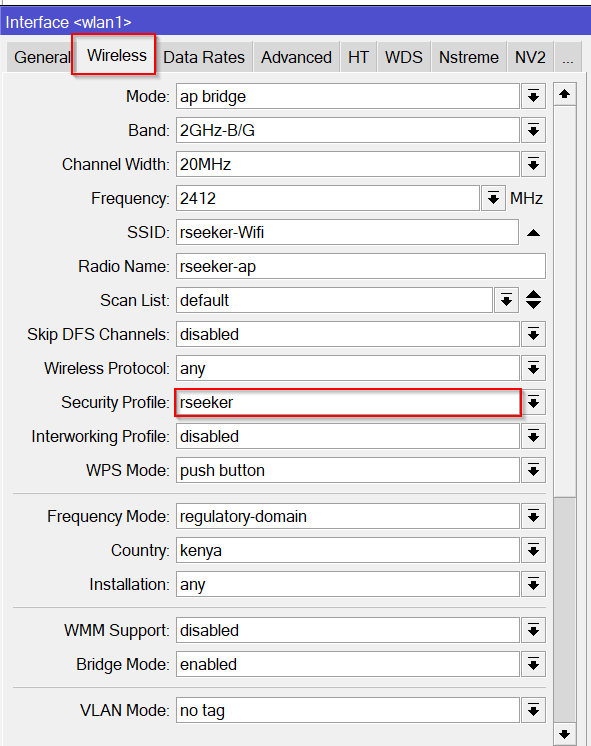 Interface <wlan1>
General Wireless Data Rates Advanced HT WDS Nstreme NV2 ...
Mode: ap bridge
Band: 2GHz-B/G
Channel Width: 20MHz
Frequency: 2412 MHz
SSID: rseeker-Wifi
Radio Name: rseeker-ap
Scan List: default
Skip DFS Channels: disabled
Wireless Protocol: any
Security Profile: rseeker
Interworking Profile: disabled
WPS Mode: push button
Frequency Mode: regulatory-domain
Country: kenya
Installation: any
WMM Support: disabled
Bridge Mode: enabled
VLAN Mode: no tag